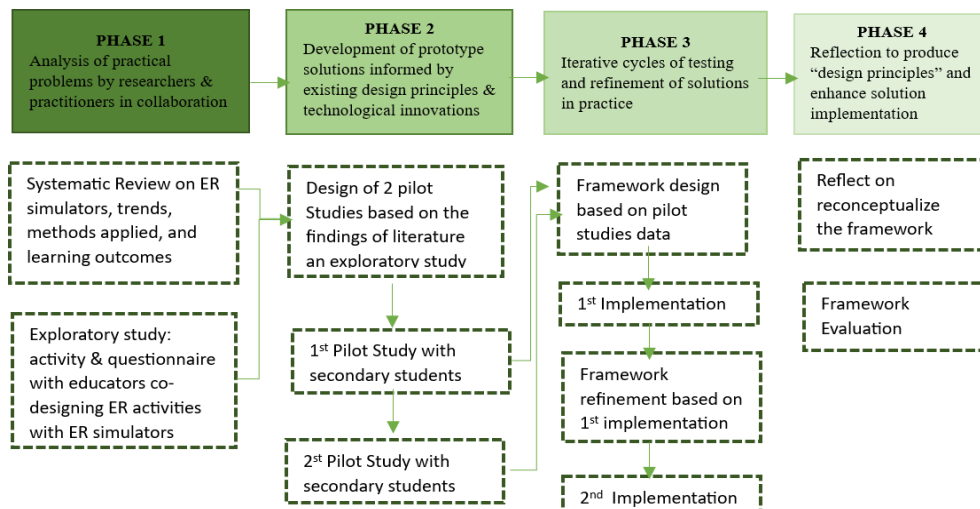 PHASE 1
Analysis of practical
problems by researchers &
practitioners in collaboration
PHASE 2
Development of prototype
solutions informed by
existing design principles &
technological innovations
PHASE 3
Iterative cycles of testing
and refinement of solutions
in practice
PHASE 4
Reflection to produce
“design principles” and
enhance solution
implementation
Systematic Review on ER
simulators, trends,
methods applied, and
learning outcomes
Exploratory study:
activity & questionnaire
with educators co-
designing ER activities
with ER simulators
Design of 2 pilot
Studies based on the
findings of literature
an exploratory study
1st Pilot Study with
secondary students
2st Pilot Study with
secondary students
Framework design
based on pilot
studies data
1st Implementation
Framework
refinement based on
1st implementation
2nd Implementation
Reflect on
reconceptualize
the framework
Framework
Evaluation